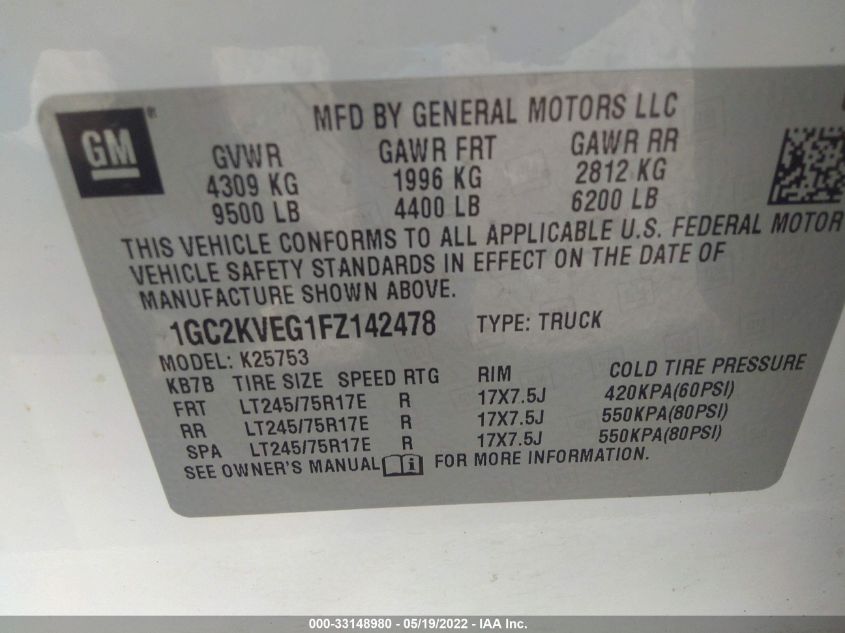 GM ®
MFD BY GENERAL MOTORS LLC
GVWR GAWR FRT GAWR RR
4309 KG 1996 KG 2812 KG
9500 LB 4400 LB 6200 LB
THIS VEHICLE CONFORMS TO ALL APPLICABLE U.S. FEDERAL MOTOR
VEHICLE SAFETY STANDARDS IN EFFECT ON THE DATE OF
MANUFACTURE SHOWN ABOVE.
1GC2KVEG1FZ142478 TYPE: TRUCK
MODEL: K25753
KB7B TIRE SIZE SPEED RTG RIM COLD TIRE PRESSURE
FRT LT245/75R17E R 17X7.5J 420KPA(60PSI)
RR LT245/75R17E R 17X7.5J 550KPA(80PSI)
SPA LT245/75R17E R 17X7.5J 550KPA(80PSI)
SEE OWNER'S MANUAL FOR MORE INFORMATION.
000-33148980 - 05/19/2022 - IAA Inc.